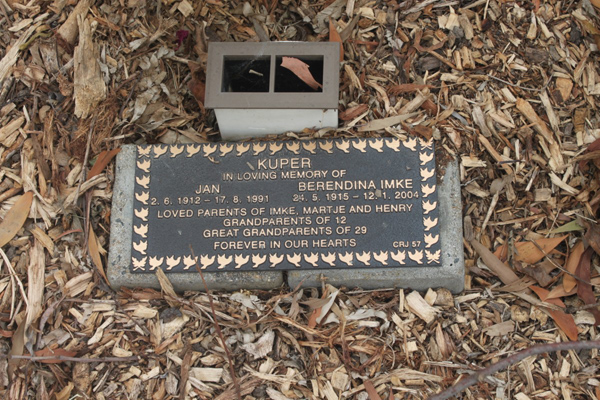 KUPER
IN LOVING MEMORY OF
JAN BERENDINA IMKE
2. 6. 1912 - 17. 8. 1991 24. 5. 1915 - 12. 1. 2004
LOVED PARENTS OF IMKE, MARTJE AND HENRY
GRANDPARENTS OF 12
GREAT GRANDPARENTS OF 29
FOREVER IN OUR HEARTS CRJ 57